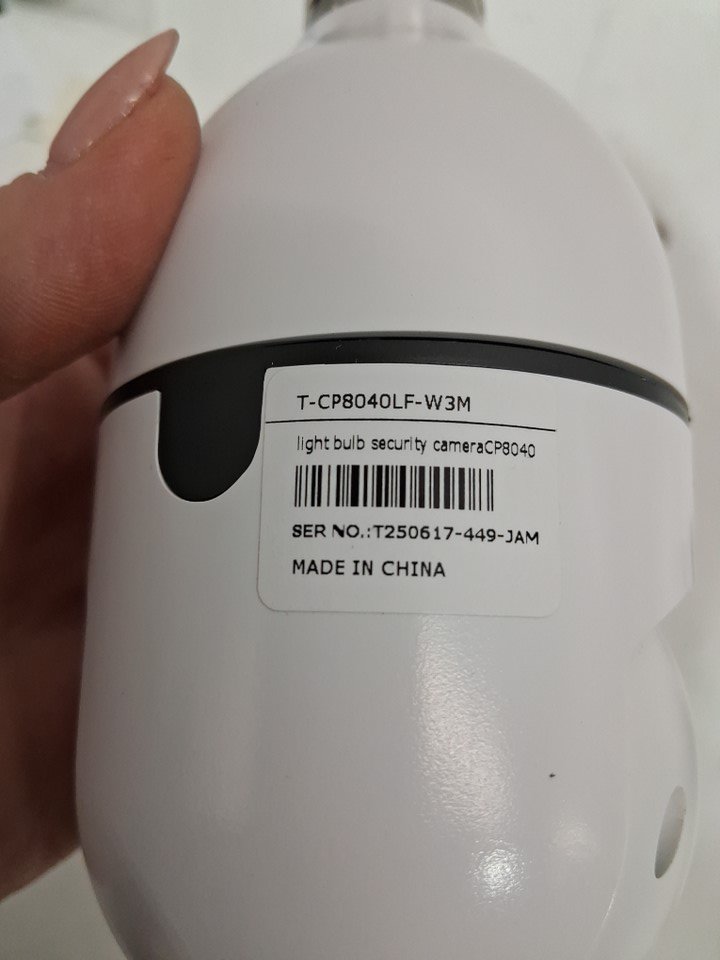 T-CP8040LF-W3M
light bulb security cameraCP8040
SER NO.:T250617-449-JAM
MADE IN CHINA